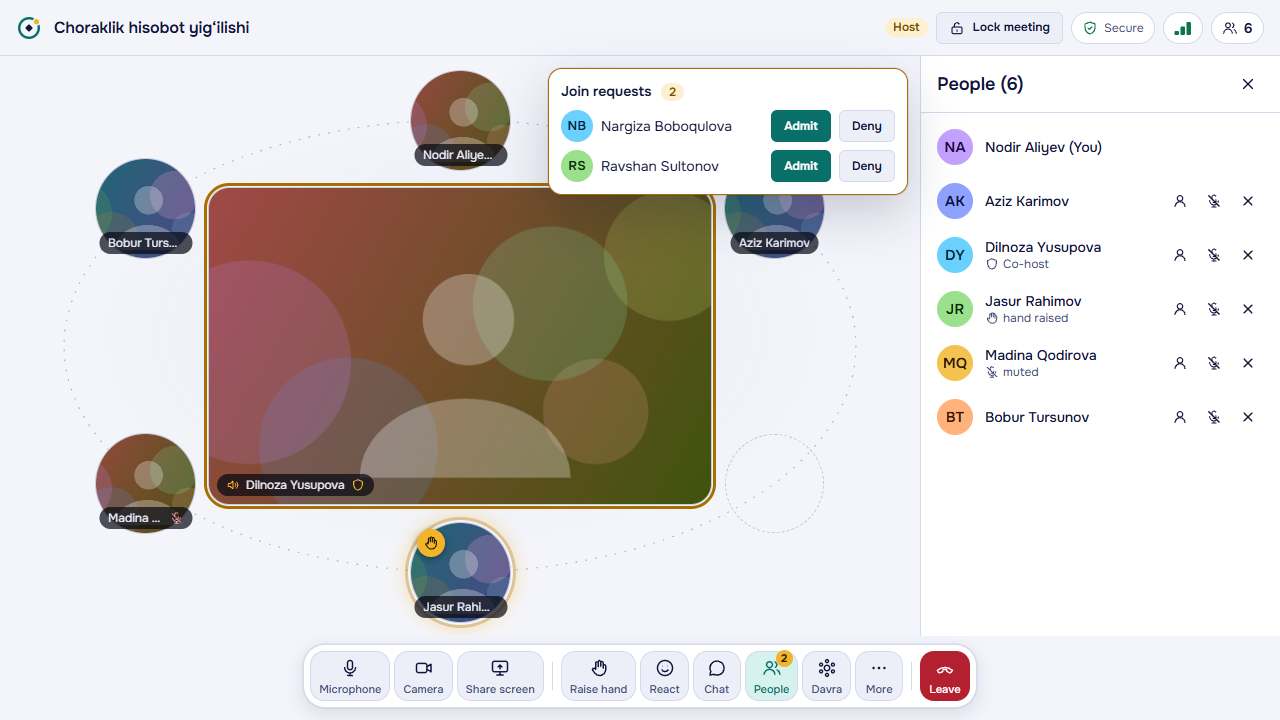 Choraklik hisobot yigʻilishi
Host
Lock meeting
Secure
6
Nodir Aliye...
Bobur Turs...
Aziz Karimov
Dilnoza Yusupova
Madina ...
Jasur Rahi...
Join requests 2
NB Nargiza Boboqulova Admit Deny
RS Ravshan Sultonov Admit Deny
People (6)
NA Nodir Aliyev (You)
AK Aziz Karimov
DY Dilnoza Yusupova
Co-host
JR Jasur Rahimov
hand raised
MQ Madina Qodirova
muted
BT Bobur Tursunov
Microphone
Camera
Share screen
Raise hand
React
Chat
2
People
Davra
More
Leave